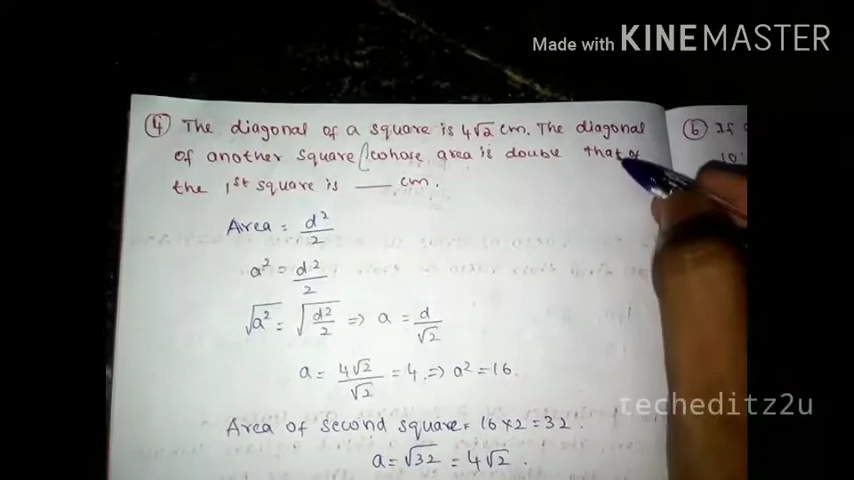 Made with KINEMASTER
④ The diagonal of a square is 4√2 cm. The diagonal
of another square [whose area is double that of
the 1st square is ___ cm.
Area = d²/2
a² = d²/2
√a² = √d²/2 ⇒ a = d/√2
a = 4√2/√2 = 4 ⇒ a² = 16.
Area of second square = 16 × 2 = 32.
a = √32 = 4√2.
⑥ If
10
techeditz2u